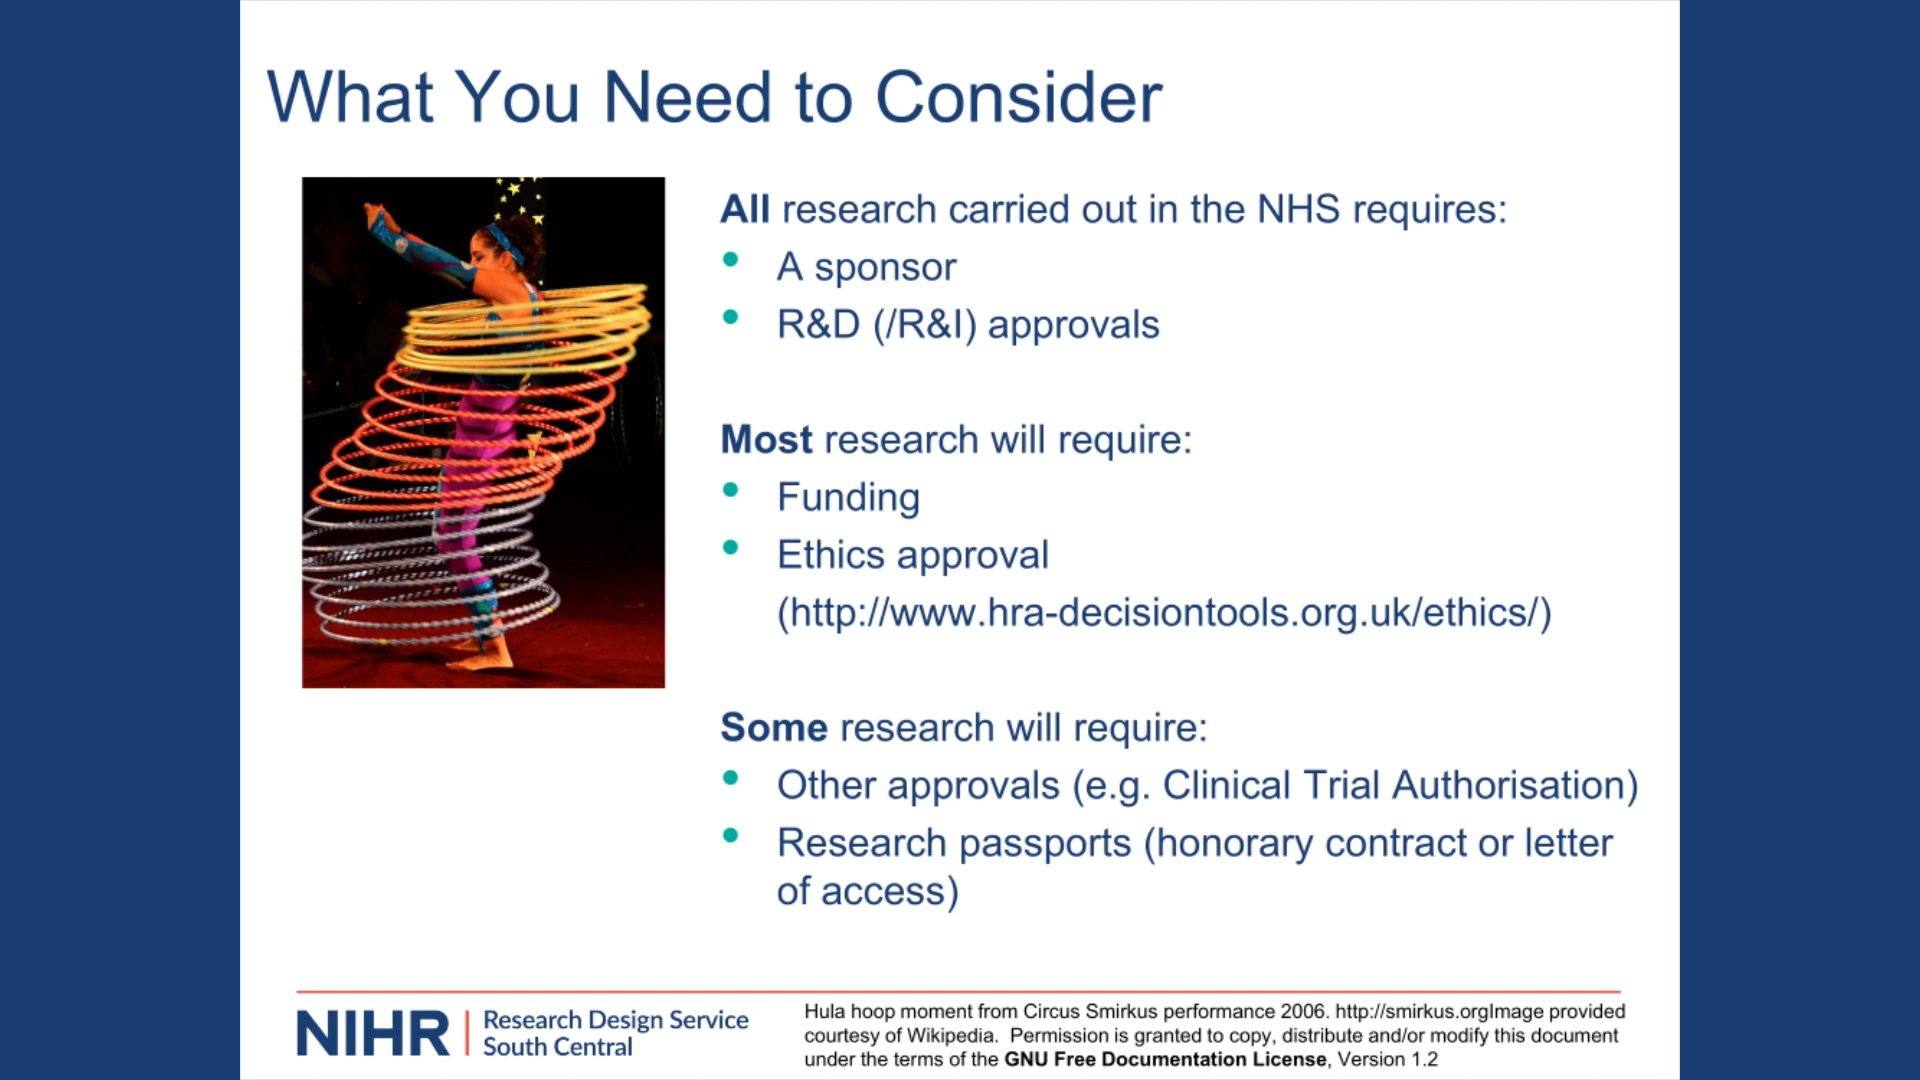 What You Need to Consider
All research carried out in the NHS requires:
• A sponsor
• R&D (/R&I) approvals
Most research will require:
• Funding
• Ethics approval
(http://www.hra-decisiontools.org.uk/ethics/)
Some research will require:
• Other approvals (e.g. Clinical Trial Authorisation)
• Research passports (honorary contract or letter
of access)
NIHR | Research Design Service
South Central
Hula hoop moment from Circus Smirkus performance 2006. http://smirkus.orgImage provided
courtesy of Wikipedia. Permission is granted to copy, distribute and/or modify this document
under the terms of the GNU Free Documentation License, Version 1.2